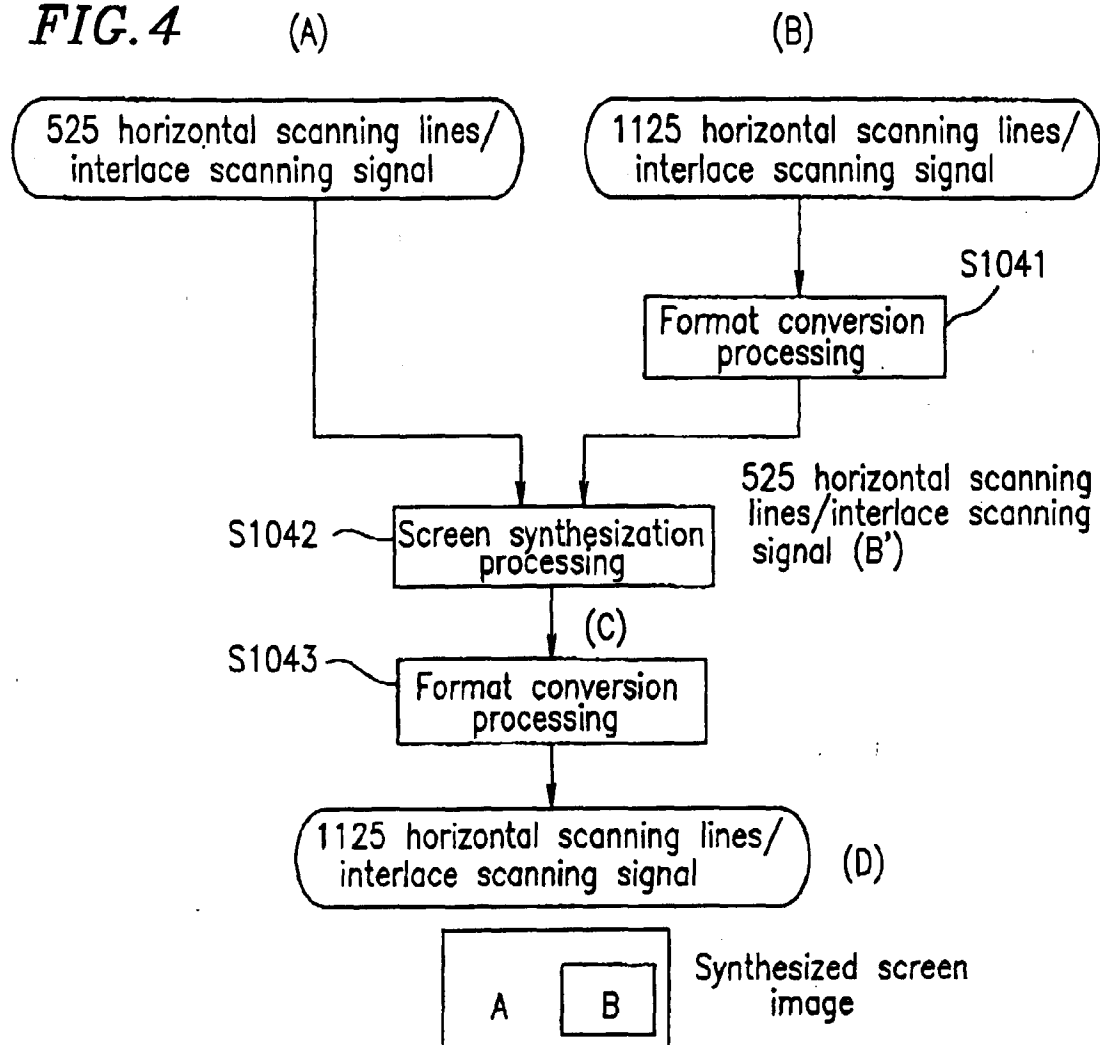 FIG. 4
(A)
(B)
525 horizontal scanning lines/
interlace scanning signal
1125 horizontal scanning lines/
interlace scanning signal
S1041
Format conversion
processing
525 horizontal scanning
lines/interlace scanning
signal (B')
S1042
Screen synthesization
processing
(C)
S1043
Format conversion
processing
1125 horizontal scanning lines/
interlace scanning signal
(D)
A
B
Synthesized screen
image